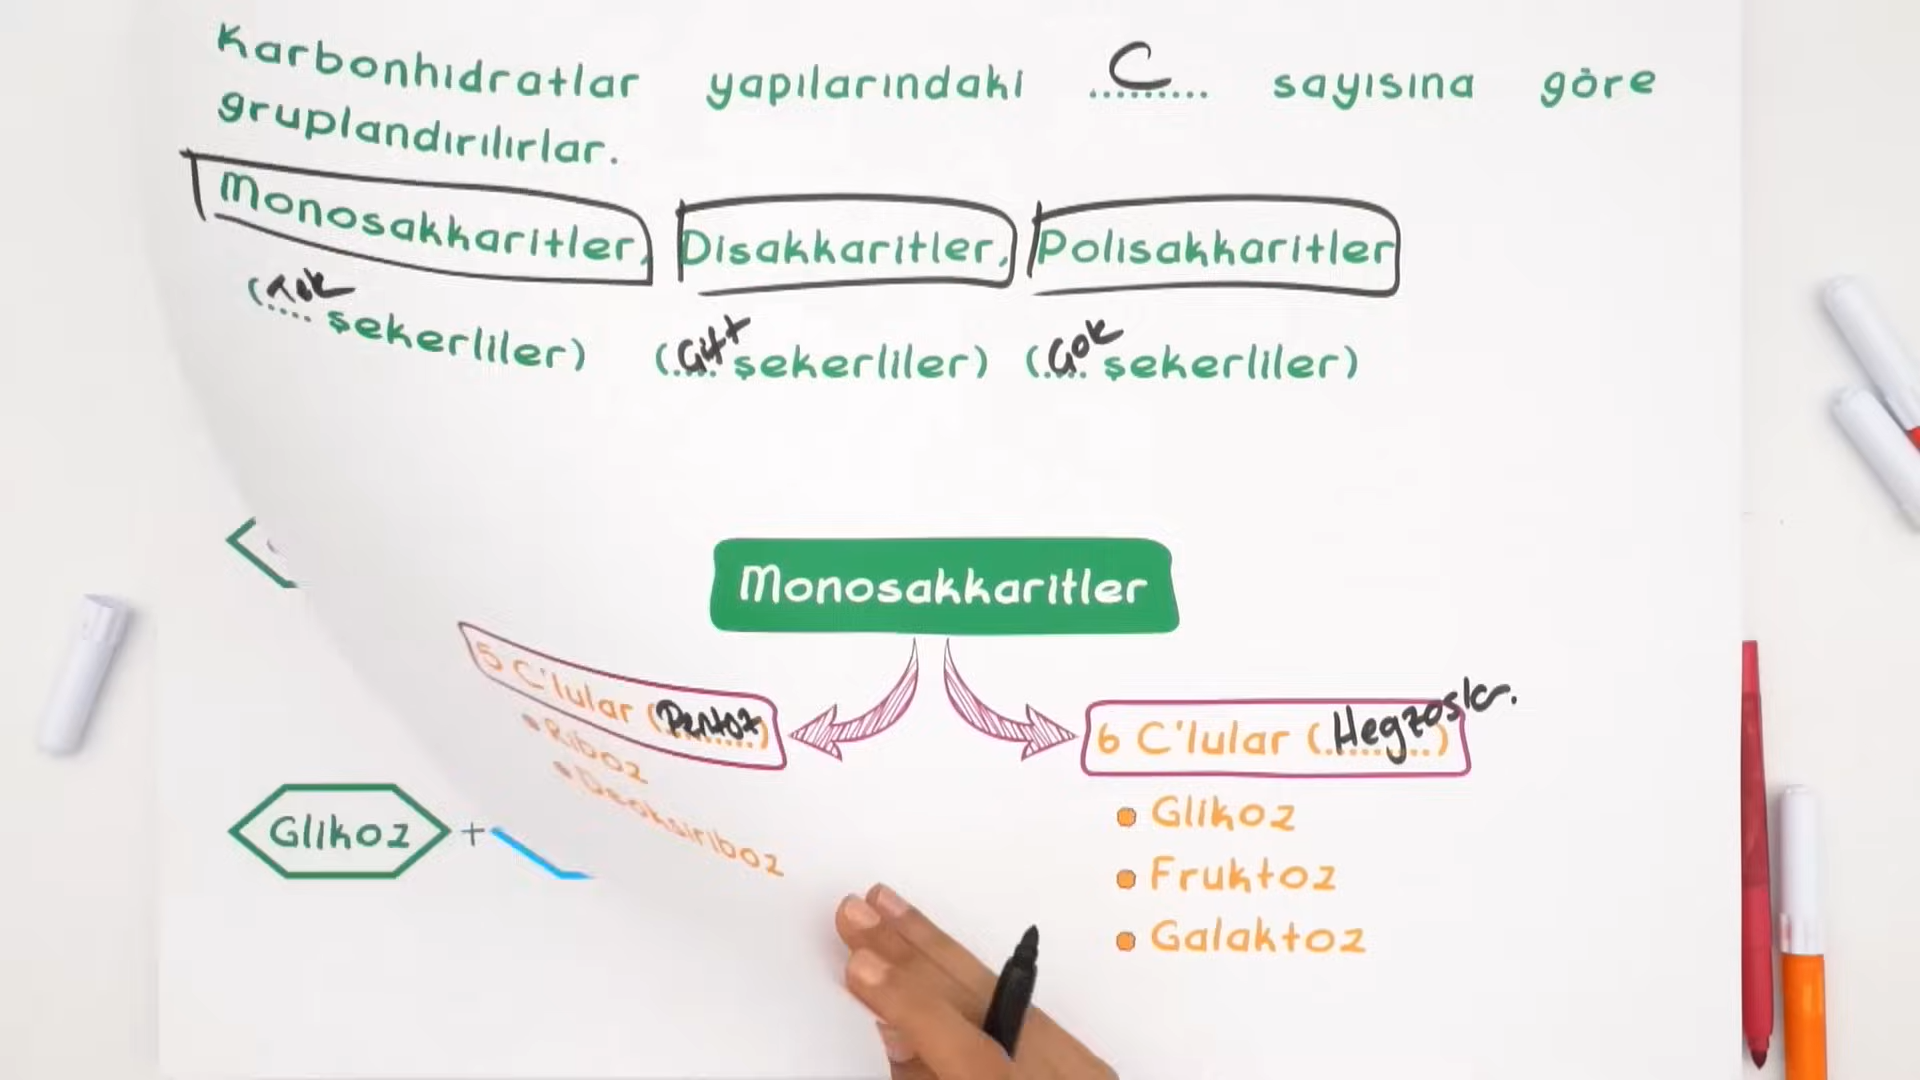 Karbonhidratlar yapılarındaki C sayısına göre
gruplandırılırlar.
Monosakkaritler, Disakkaritler, Polisakkaritler
(Tek şekerliler) (Çift şekerliler) (Çok şekerliler)
Monosakkaritler
5 C'lular (Pentoz)
• Riboz
• Deoksiriboz
6 C'lular (Hegzoslar.)
• Glikoz
• Fruktoz
• Galaktoz
Glikoz +